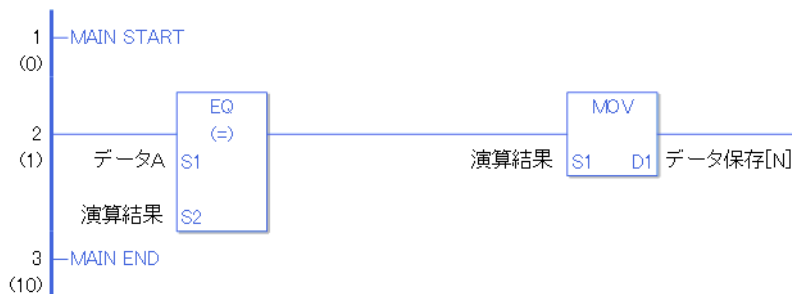 1 MAIN START
(0)
EQ MOV
2 (=)
(1) データA S1 演算結果 S1 D1 データ保存[N]
演算結果 S2
3 MAIN END
(10)